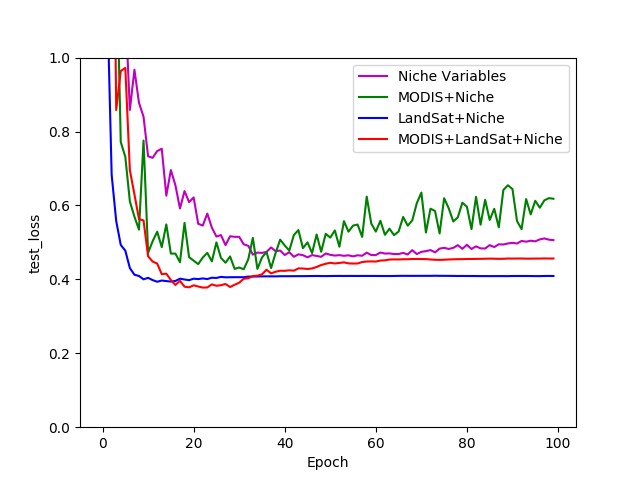 1.0
0.8
0.6
0.4
0.2
0.0
test_loss
Niche Variables
MODIS+Niche
LandSat+Niche
MODIS+LandSat+Niche
0 20 40 60 80 100
Epoch